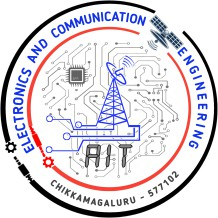 ELECTRONICS AND COMMUNICATION ENGINEERING
AIT
CHIKKAMAGALURU - 577102